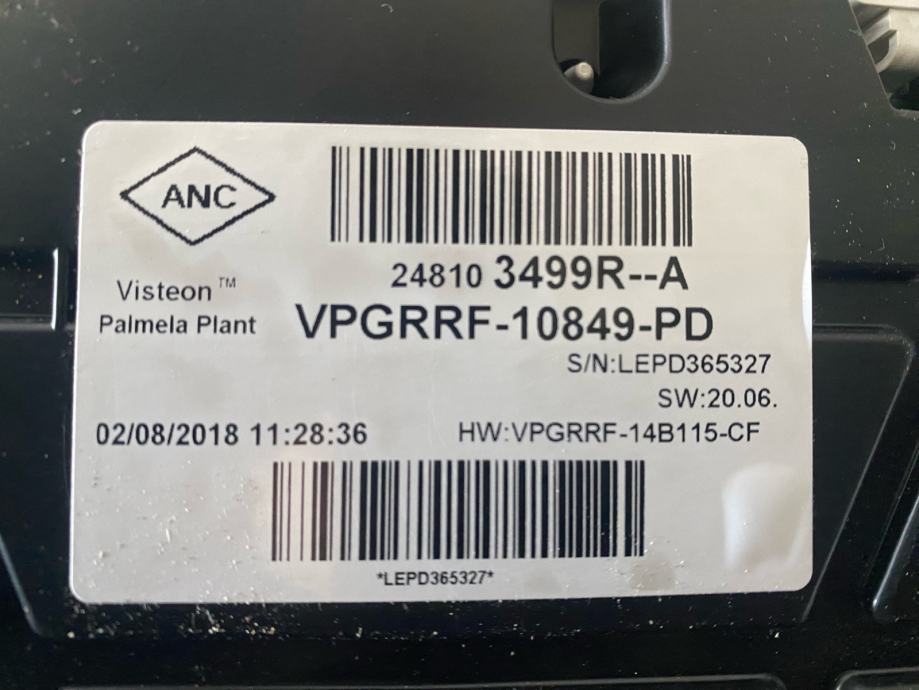 ANC
24810 3499R--A
Visteon™
Palmela Plant
VPGRRF-10849-PD
S/N:LEPD365327
SW:20.06.
02/08/2018 11:28:36
HW:VPGRRF-14B115-CF
*LEPD365327*